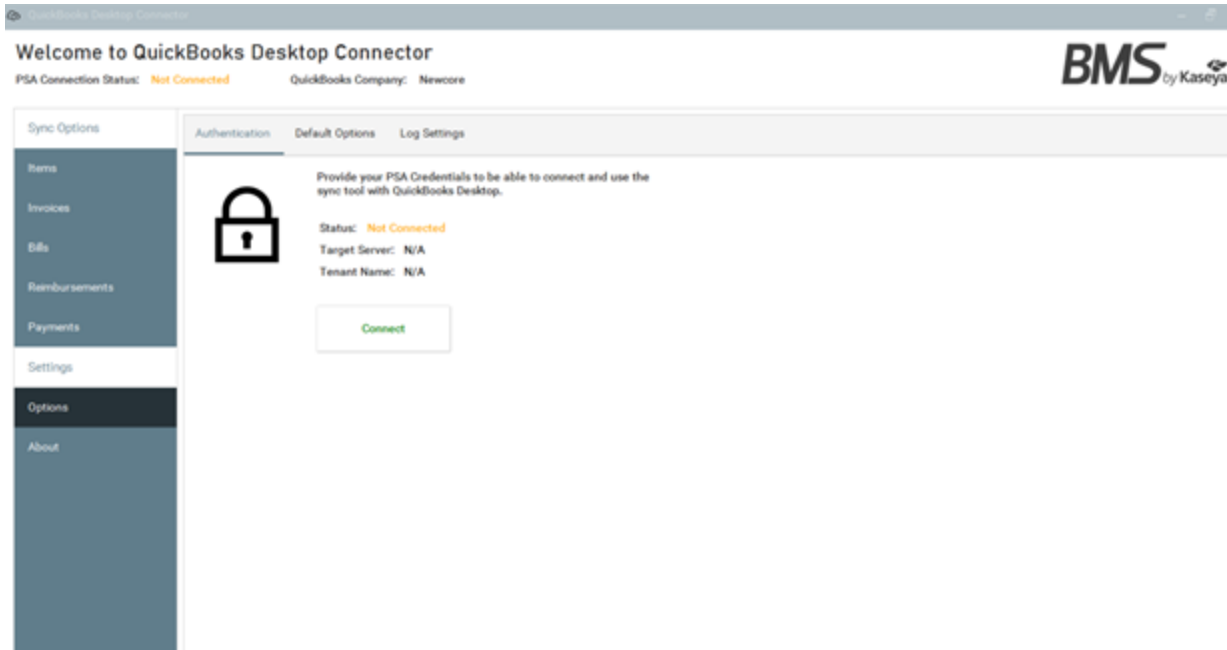 QuickBooks Desktop Connector
Welcome to QuickBooks Desktop Connector
PSA Connection Status: Not Connected QuickBooks Company: Newcore
BMS by Kaseya
Sync Options
Items
Invoices
Bills
Reimbursements
Payments
Settings
Options
About
Authentication Default Options Log Settings
Provide your PSA Credentials to be able to connect and use the
sync tool with QuickBooks Desktop.
Status: Not Connected
Target Server: N/A
Tenant Name: N/A
Connect